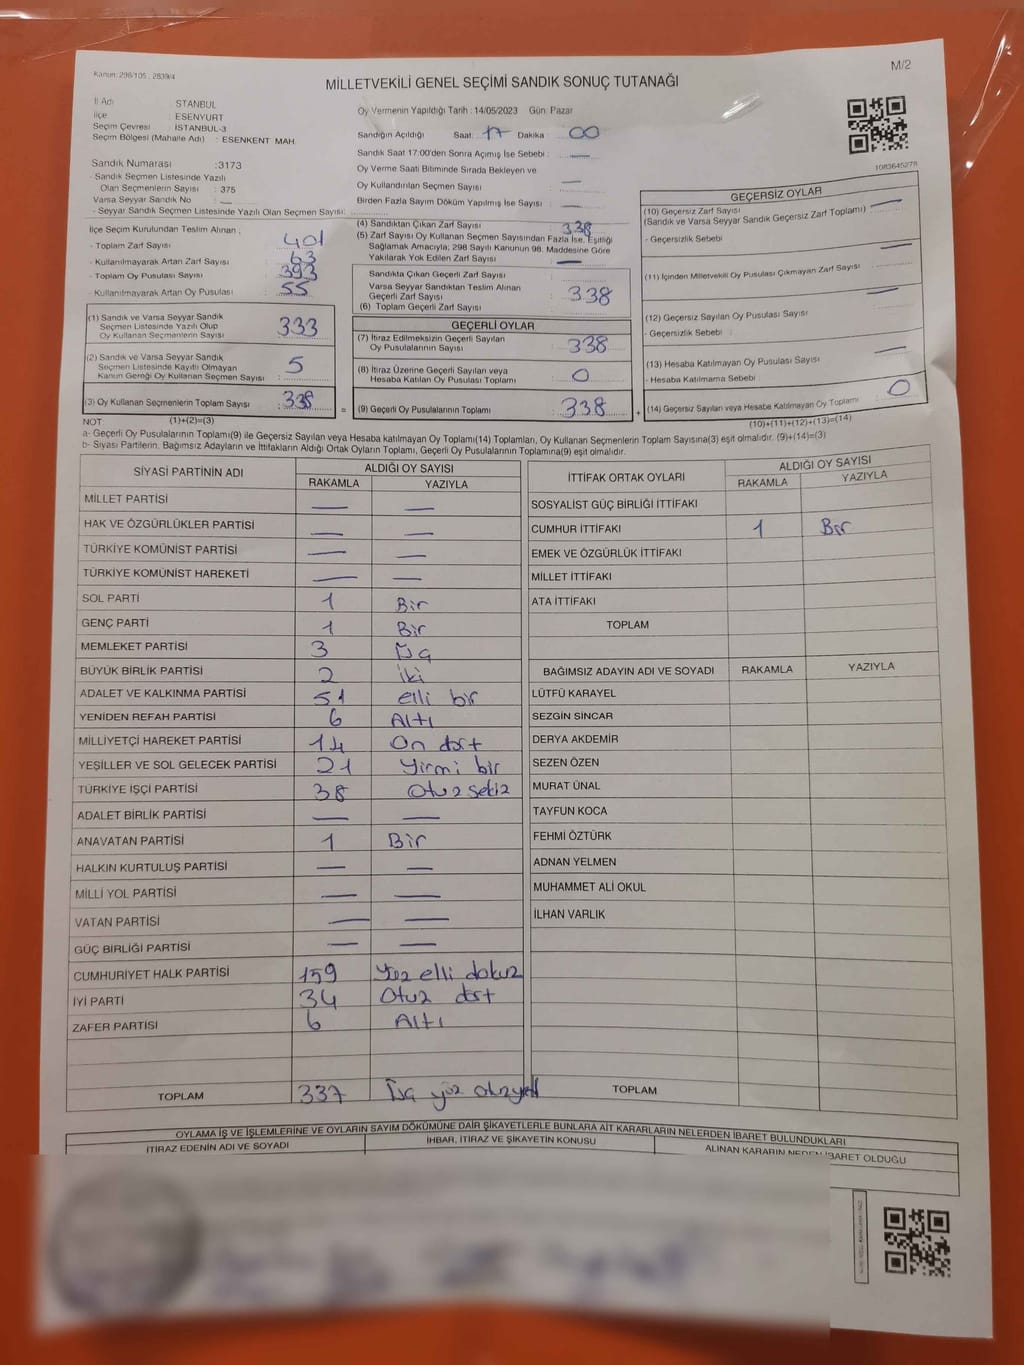 Kanun: 298/105 , 2839/4
M/2
MİLLETVEKİLİ GENEL SEÇİMİ SANDIK SONUÇ TUTANAĞI
İl Adı : İSTANBUL
İlçe : ESENYURT
Seçim Çevresi : İSTANBUL-3
Seçim Bölgesi (Mahalle Adı) : ESENKENT MAH.
Sandık Numarası :3173
- Sandık Seçmen Listesinde Yazılı
Olan Seçmenlerin Sayısı : 375
Varsa Seyyar Sandık No : —
- Seyyar Sandık Seçmen Listesinde Yazılı Olan Seçmen Sayısı:
İlçe Seçim Kurulundan Teslim Alınan ;
- Toplam Zarf Sayısı : 401
- Kullanılmayarak Artan Zarf Sayısı : 63
- Toplam Oy Pusulası Sayısı : 393
- Kullanılmayarak Artan Oy Pusulası : 55
(1) Sandık ve Varsa Seyyar Sandık
Seçmen Listesinde Yazılı Olup
Oy Kullanan Seçmenlerin Sayısı : 333
(2) Sandık ve Varsa Seyyar Sandık
Seçmen Listesinde Kayıtlı Olmayan
Kanun Gereği Oy Kullanan Seçmen Sayısı : 5
(3) Oy Kullanan Seçmenlerin Toplam Sayısı : 338
Oy Vermenin Yapıldığı Tarih : 14/05/2023 Gün: Pazar
Sandığın Açıldığı Saat: 17 Dakika : 00
Sandık Saat 17:00'den Sonra Açılmış İse Sebebi : —
Oy Verme Saati Bitiminde Sırada Bekleyen ve
Oy Kullandırılan Seçmen Sayısı : —
Birden Fazla Sayım Döküm Yapılmış İse Sayısı : —
(4) Sandıktan Çıkan Zarf Sayısı : 338
(5) Zarf Sayısı Oy Kullanan Seçmen Sayısından Fazla İse, Eşitliği
Sağlamak Amacıyla; 298 Sayılı Kanunun 98. Maddesine Göre
Yakılarak Yok Edilen Zarf Sayısı : —
Sandıkta Çıkan Geçerli Zarf Sayısı :
Varsa Seyyar Sandıktan Teslim Alınan
Geçerli Zarf Sayısı : 338
(6) Toplam Geçerli Zarf Sayısı
GEÇERLİ OYLAR
(7) İtiraz Edilmeksizin Geçerli Sayılan
Oy Pusulalarının Sayısı : 338
(8) İtiraz Üzerine Geçerli Sayılan veya
Hesaba Katılan Oy Pusulası Toplamı : 0
= (9) Geçerli Oy Pusulalarının Toplamı : 338 +
1083645278
GEÇERSİZ OYLAR
(10) Geçersiz Zarf Sayısı : —
(Sandık ve Varsa Seyyar Sandık Geçersiz Zarf Toplamı)
- Geçersizlik Sebebi :
(11) İçinden Milletvekili Oy Pusulası Çıkmayan Zarf Sayısı : —
(12) Geçersiz Sayılan Oy Pusulası Sayısı : —
- Geçersizlik Sebebi :
(13) Hesaba Katılmayan Oy Pusulası Sayısı : —
- Hesaba Katılmama Sebebi :
(14) Geçersiz Sayılan veya Hesaba Katılmayan Oy Toplamı : 0
NOT (1)+(2)=(3) (10)+(11)+(12)+(13)=(14)
a- Geçerli Oy Pusulalarının Toplamı(9) ile Geçersiz Sayılan veya Hesaba katılmayan Oy Toplamı(14) Toplamları, Oy Kullanan Seçmenlerin Toplam Sayısına(3) eşit olmalıdır. (9)+(14)=(3)
b- Siyasi Partilerin, Bağımsız Adayların ve İttifakların Aldığı Ortak Oyların Toplamı, Geçerli Oy Pusulalarının Toplamına(9) eşit olmalıdır.
SİYASİ PARTİNİN ADI ALDIĞI OY SAYISI
RAKAMLA YAZIYLA
MİLLET PARTİSİ — —
HAK VE ÖZGÜRLÜKLER PARTİSİ — —
TÜRKİYE KOMÜNİST PARTİSİ — —
TÜRKİYE KOMÜNİST HAREKETİ — —
SOL PARTİ 1 Bir
GENÇ PARTİ 1 Bir
MEMLEKET PARTİSİ 3 Üç
BÜYÜK BİRLİK PARTİSİ 2 iki
ADALET VE KALKINMA PARTİSİ 51 elli bir
YENİDEN REFAH PARTİSİ 6 Altı
MİLLİYETÇİ HAREKET PARTİSİ 14 On dört
YEŞİLLER VE SOL GELECEK PARTİSİ 21 Yirmi bir
TÜRKİYE İŞÇİ PARTİSİ 38 Otuz sekiz
ADALET BİRLİK PARTİSİ — —
ANAVATAN PARTİSİ 1 Bir
HALKIN KURTULUŞ PARTİSİ — —
MİLLİ YOL PARTİSİ — —
VATAN PARTİSİ — —
GÜÇ BİRLİĞİ PARTİSİ — —
CUMHURİYET HALK PARTİSİ 159 Yüz elli dokuz
İYİ PARTİ 34 Otuz dört
ZAFER PARTİSİ 6 Altı
TOPLAM 337 Üç yüz
İTTİFAK ORTAK OYLARI ALDIĞI OY SAYISI
RAKAMLA YAZIYLA
SOSYALİST GÜÇ BİRLİĞİ İTTİFAKI
CUMHUR İTTİFAKI 1 Bir
EMEK VE ÖZGÜRLÜK İTTİFAKI
MİLLET İTTİFAKI
ATA İTTİFAKI
TOPLAM
BAĞIMSIZ ADAYIN ADI VE SOYADI RAKAMLA YAZIYLA
LÜTFÜ KARAYEL
SEZGİN SİNCAR
DERYA AKDEMİR
SEZEN ÖZEN
MURAT ÜNAL
TAYFUN KOCA
FEHMİ ÖZTÜRK
ADNAN YELMEN
MUHAMMET ALİ OKUL
İLHAN VARLIK
TOPLAM
OYLAMA İŞ VE İŞLEMLERİNE VE OYLARIN SAYIM DÖKÜMÜNE DAİR ŞİKAYETLERLE BUNLARA AİT KARARLARIN NELERDEN İBARET BULUNDUKLARI
İTİRAZ EDENİN ADI VE SOYADI İHBAR, İTİRAZ VE ŞİKAYETİN KONUSU ALINAN KARARIN NEDEN İBARET OLDUĞU